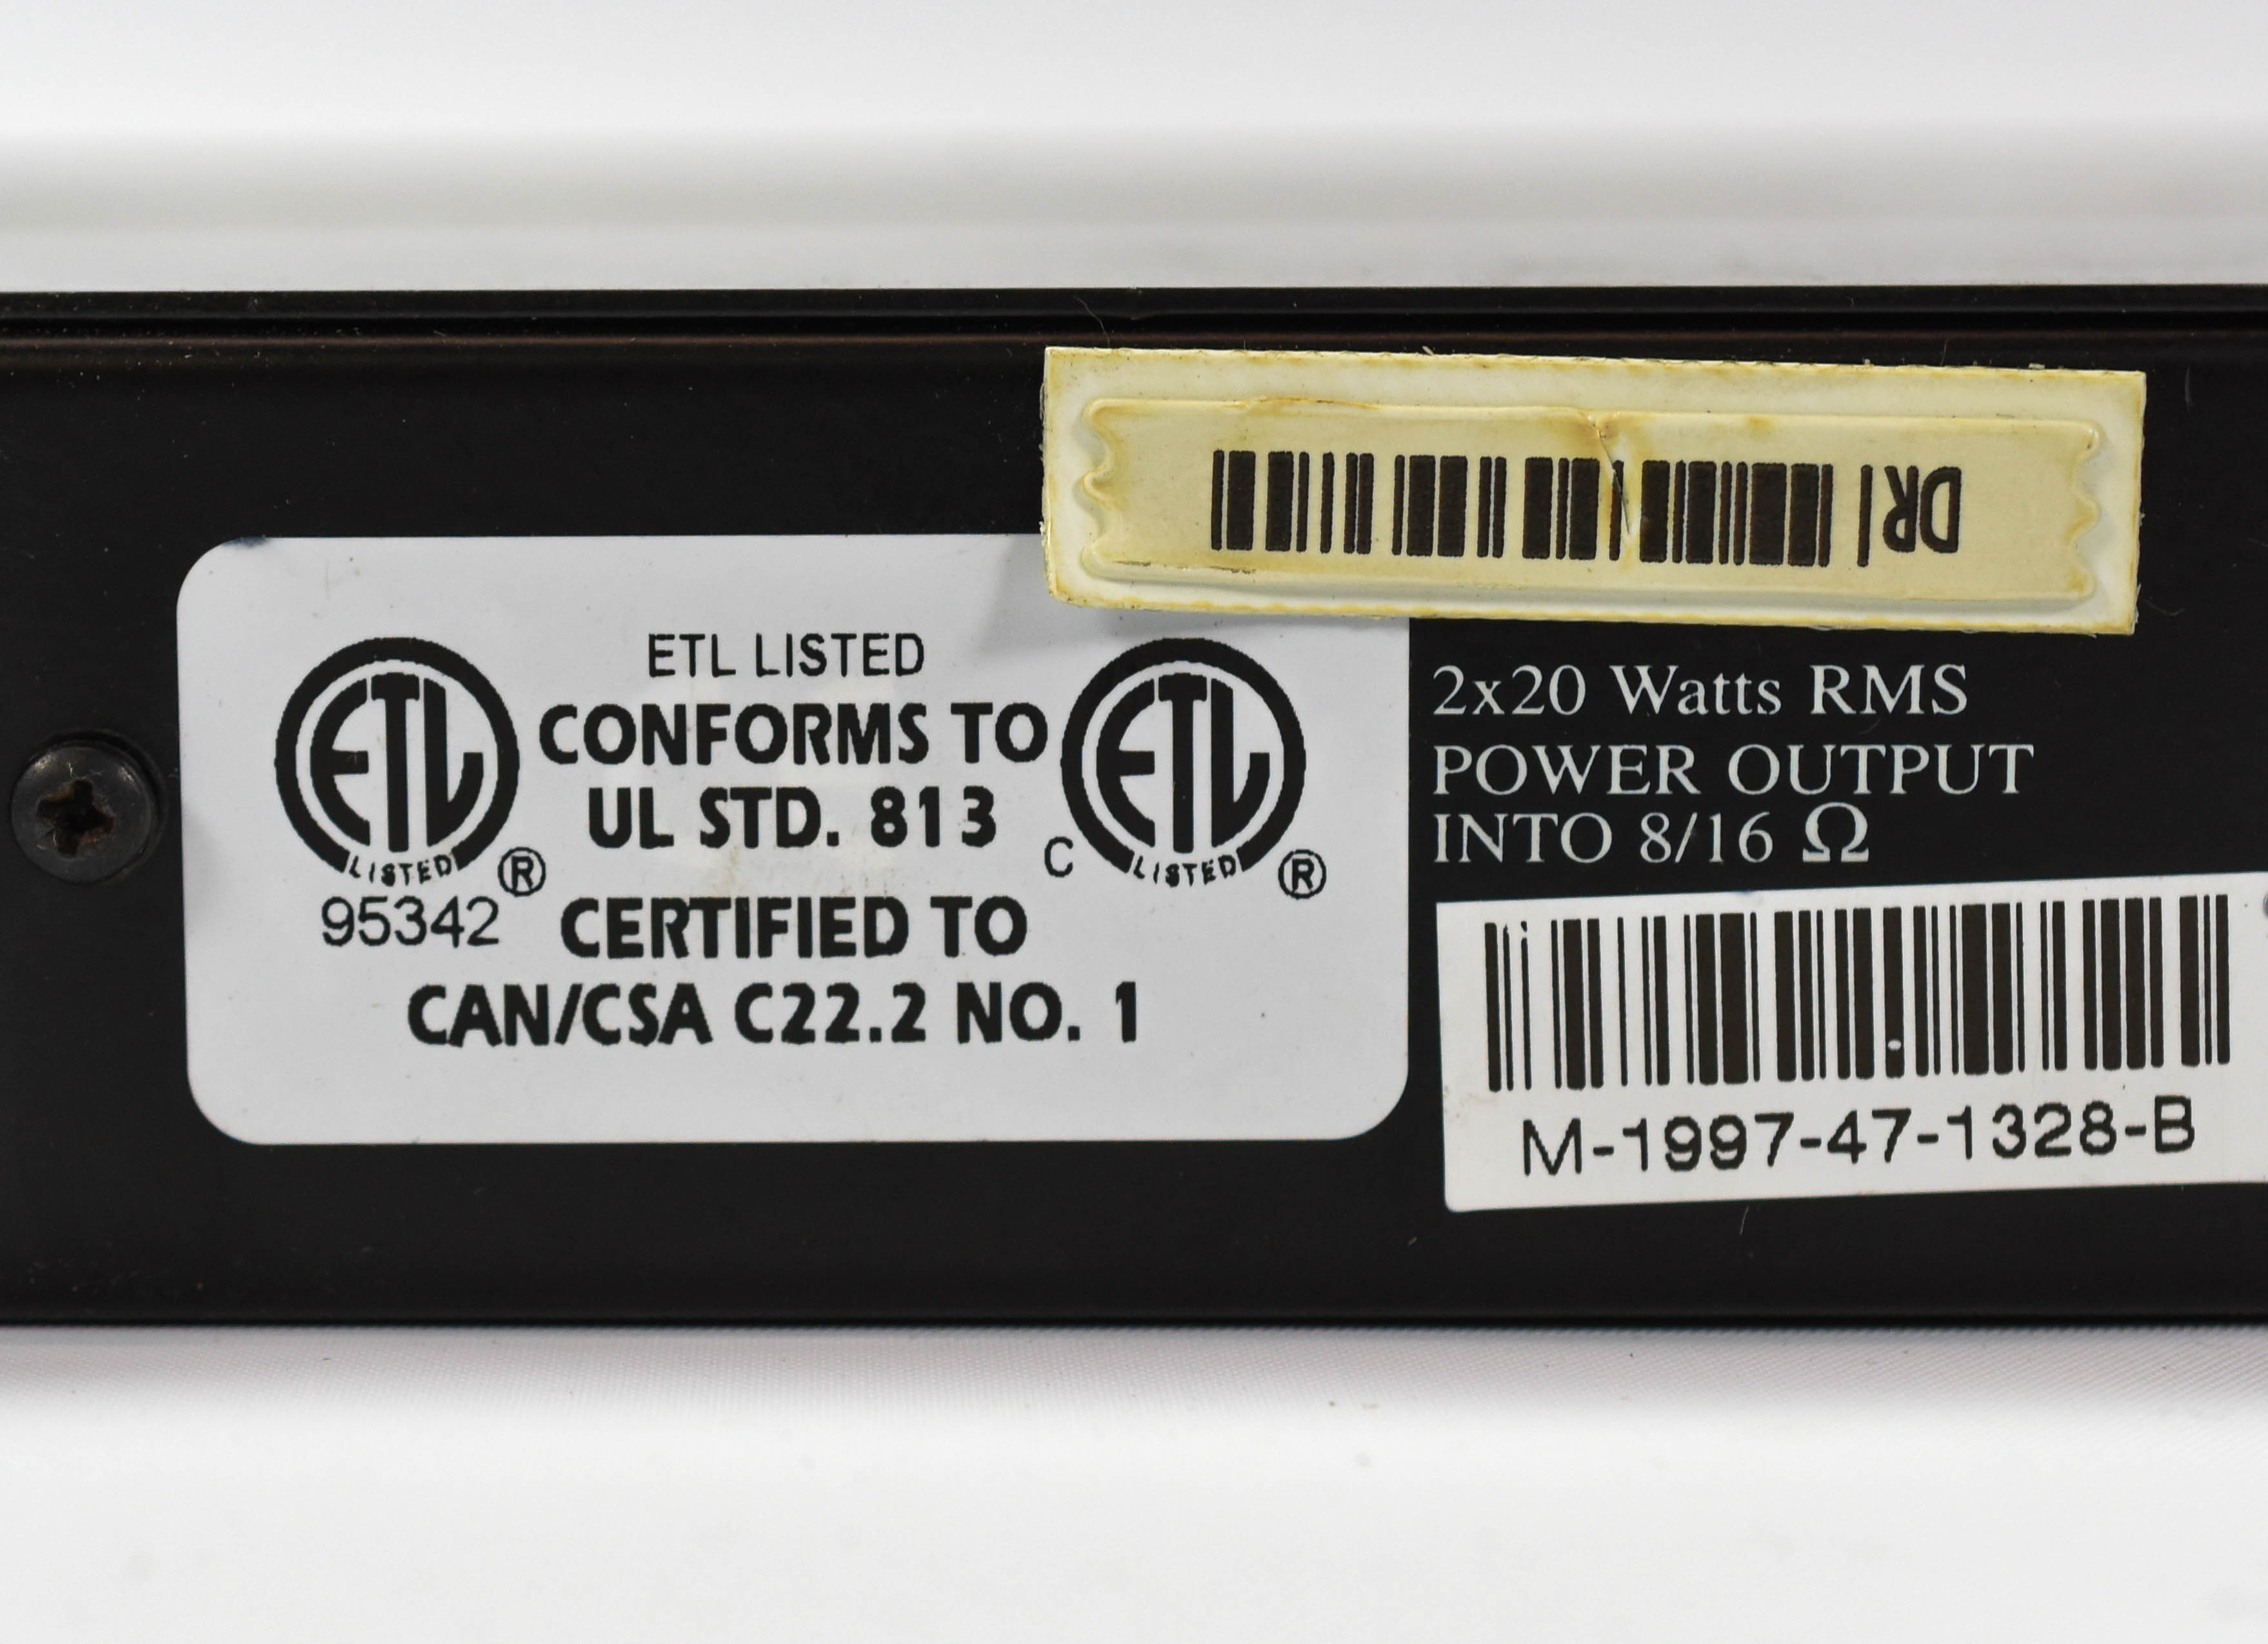 DR
ETL LISTED
CONFORMS TO
UL STD. 813
CERTIFIED TO
CAN/CSA C22.2 NO. 1
ETL
LISTED
®
95342
C
ETL
LISTED
®
2x20 Watts RMS
POWER OUTPUT
INTO 8/16 Ω
M-1997-47-1328-B